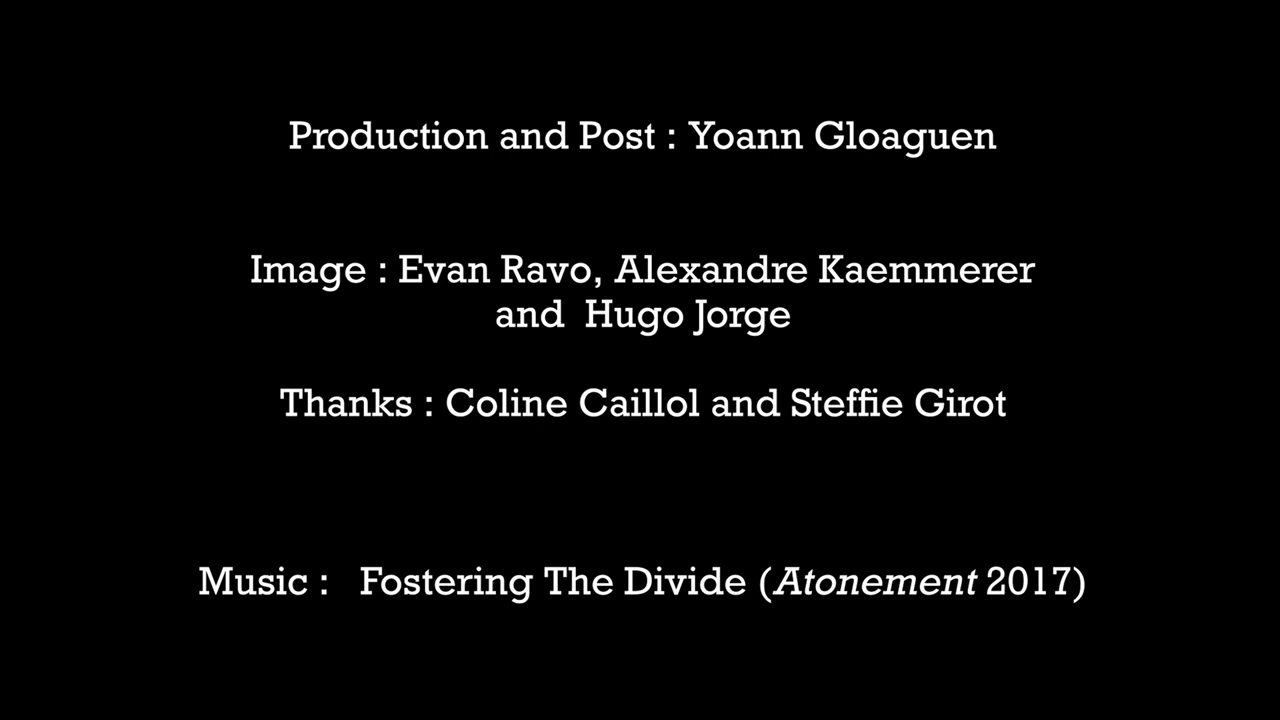 Production and Post : Yoann Gloaguen
Image : Evan Ravo, Alexandre Kaemmerer
and  Hugo Jorge
Thanks : Coline Caillol and Steffie Girot
Music :   Fostering The Divide (Atonement 2017)